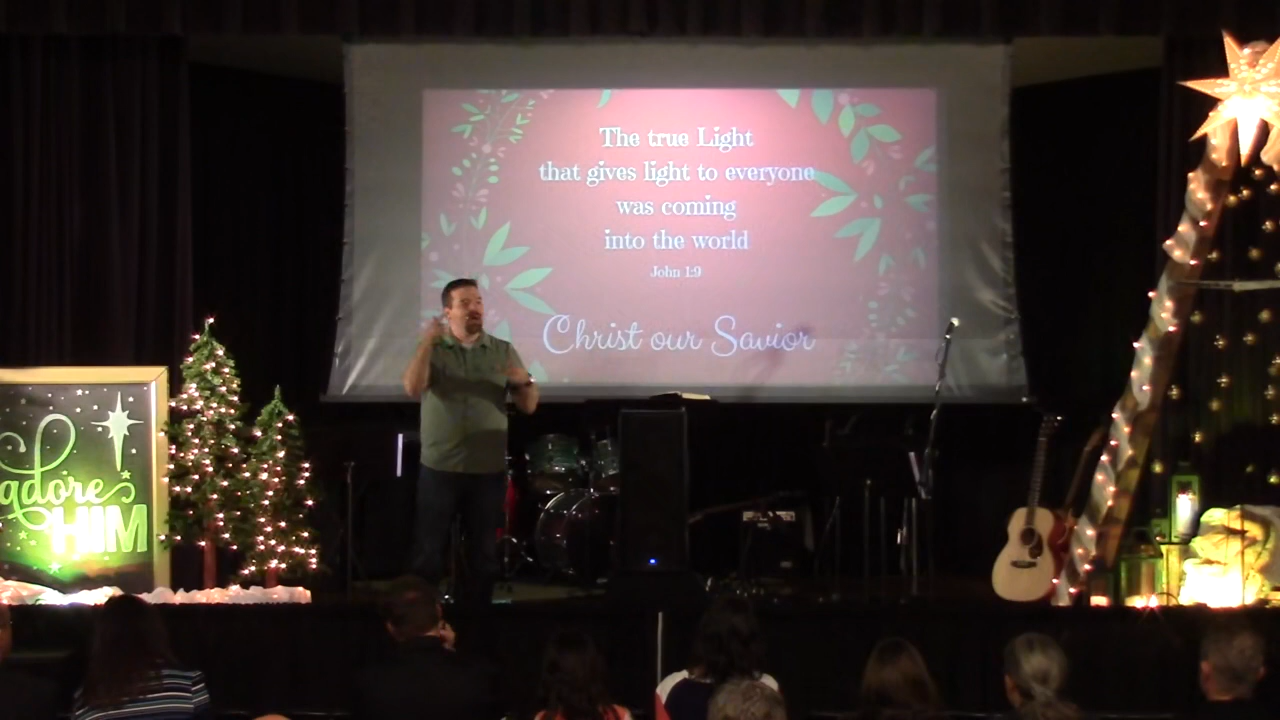 The true Light
that gives light to everyone
was coming
into the world
John 1:9
Christ our Savior
adore
HIM